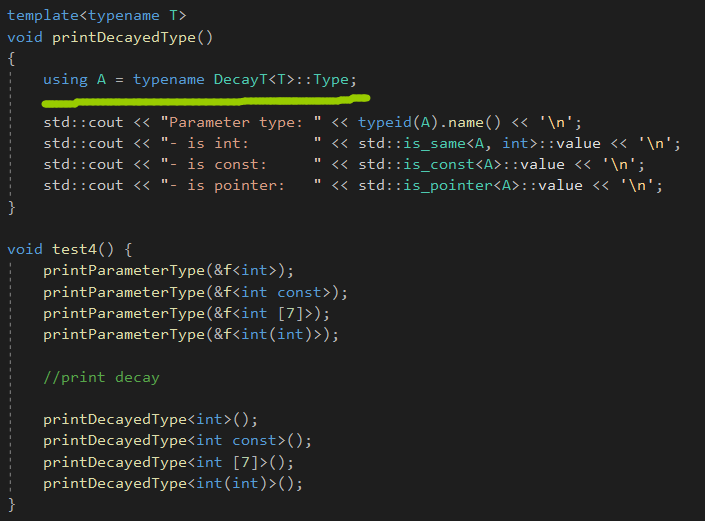 template<typename T>
void printDecayedType()
{
    using A = typename DecayT<T>::Type;
    std::cout << "Parameter type: " << typeid(A).name() << '\n';
    std::cout << "- is int:       " << std::is_same<A, int>::value << '\n';
    std::cout << "- is const:     " << std::is_const<A>::value << '\n';
    std::cout << "- is pointer:   " << std::is_pointer<A>::value << '\n';
}

void test4() {
    printParameterType(&f<int>);
    printParameterType(&f<int const>);
    printParameterType(&f<int [7]>);
    printParameterType(&f<int(int)>);

    //print decay

    printDecayedType<int>();
    printDecayedType<int const>();
    printDecayedType<int [7]>();
    printDecayedType<int(int)>();
}